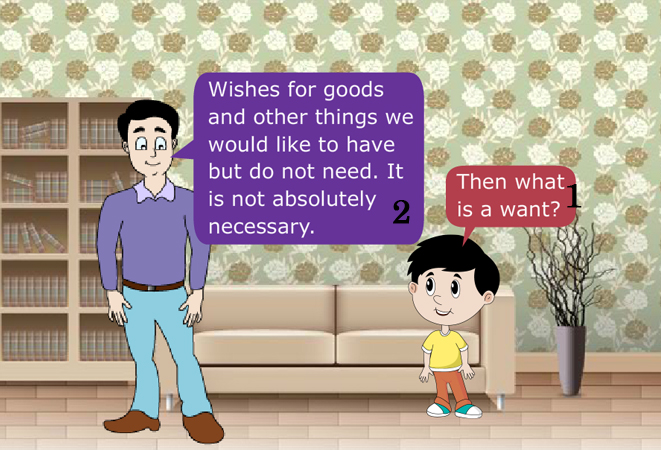 Then what
is a want?
1
Wishes for goods
and other things we
would like to have
but do not need. It
is not absolutely
necessary.
2